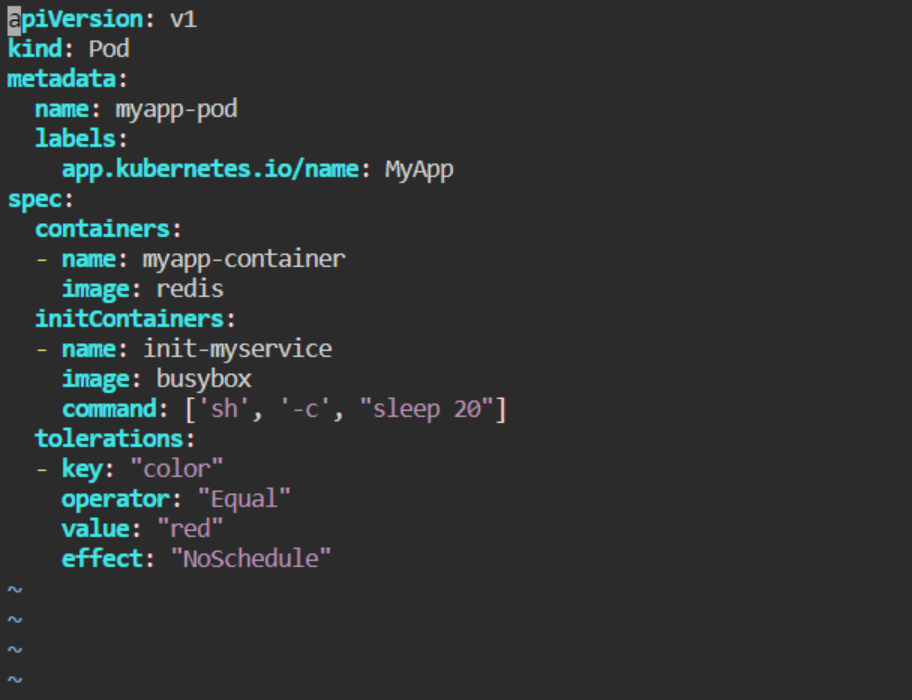 apiVersion: v1
kind: Pod
metadata:
  name: myapp-pod
  labels:
    app.kubernetes.io/name: MyApp
spec:
  containers:
  - name: myapp-container
    image: redis
  initContainers:
  - name: init-myservice
    image: busybox
    command: ['sh', '-c', "sleep 20"]
  tolerations:
  - key: "color"
    operator: "Equal"
    value: "red"
    effect: "NoSchedule"
~
~
~
~